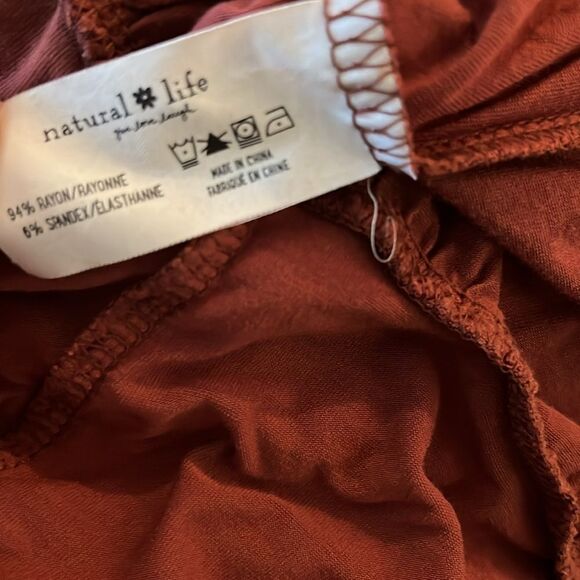 natural life
give. love. laugh.
94% RAYON/RAYONNE
6% SPANDEX/ÉLASTHANNE
MADE IN CHINA
FABRIQUÉ EN CHINE